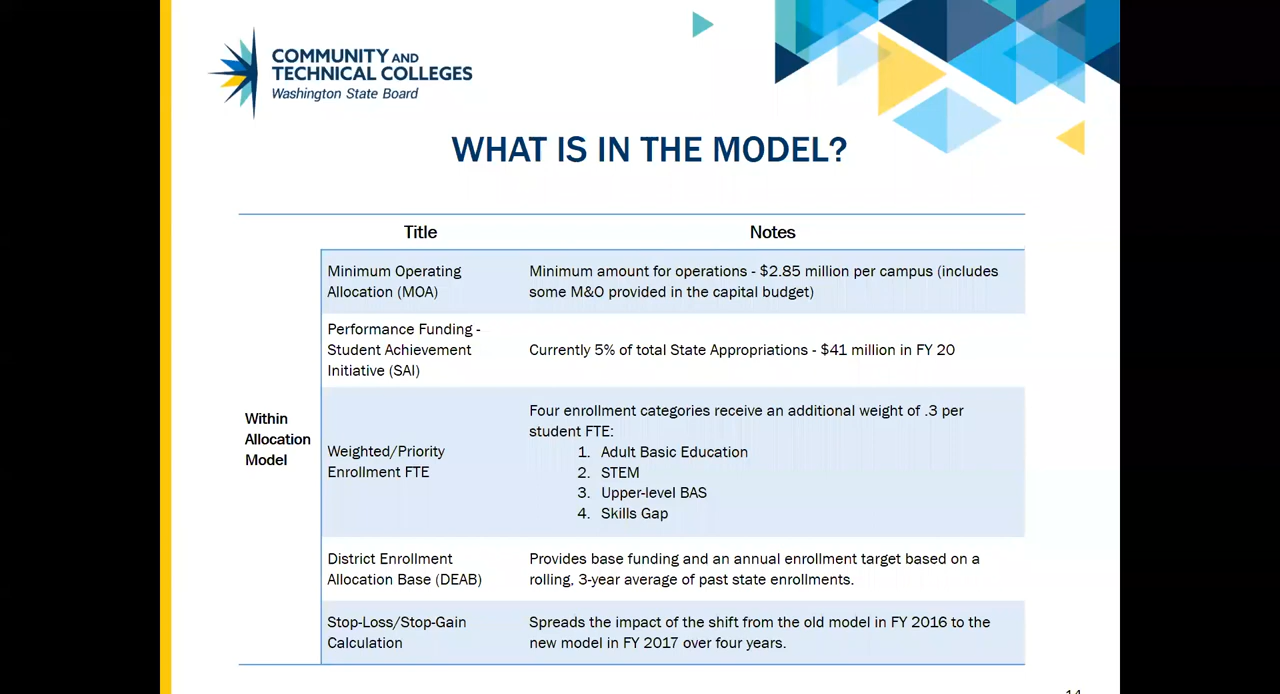 COMMUNITY AND
TECHNICAL COLLEGES
Washington State Board
WHAT IS IN THE MODEL?
Title
Notes
Within
Allocation
Model
Minimum Operating
Allocation (MOA)
Minimum amount for operations - $2.85 million per campus (includes
some M&O provided in the capital budget)
Performance Funding -
Student Achievement
Initiative (SAI)
Currently 5% of total State Appropriations - $41 million in FY 20
Weighted/Priority
Enrollment FTE
Four enrollment categories receive an additional weight of .3 per
student FTE:
1. Adult Basic Education
2. STEM
3. Upper-level BAS
4. Skills Gap
District Enrollment
Allocation Base (DEAB)
Provides base funding and an annual enrollment target based on a
rolling, 3-year average of past state enrollments.
Stop-Loss/Stop-Gain
Calculation
Spreads the impact of the shift from the old model in FY 2016 to the
new model in FY 2017 over four years.